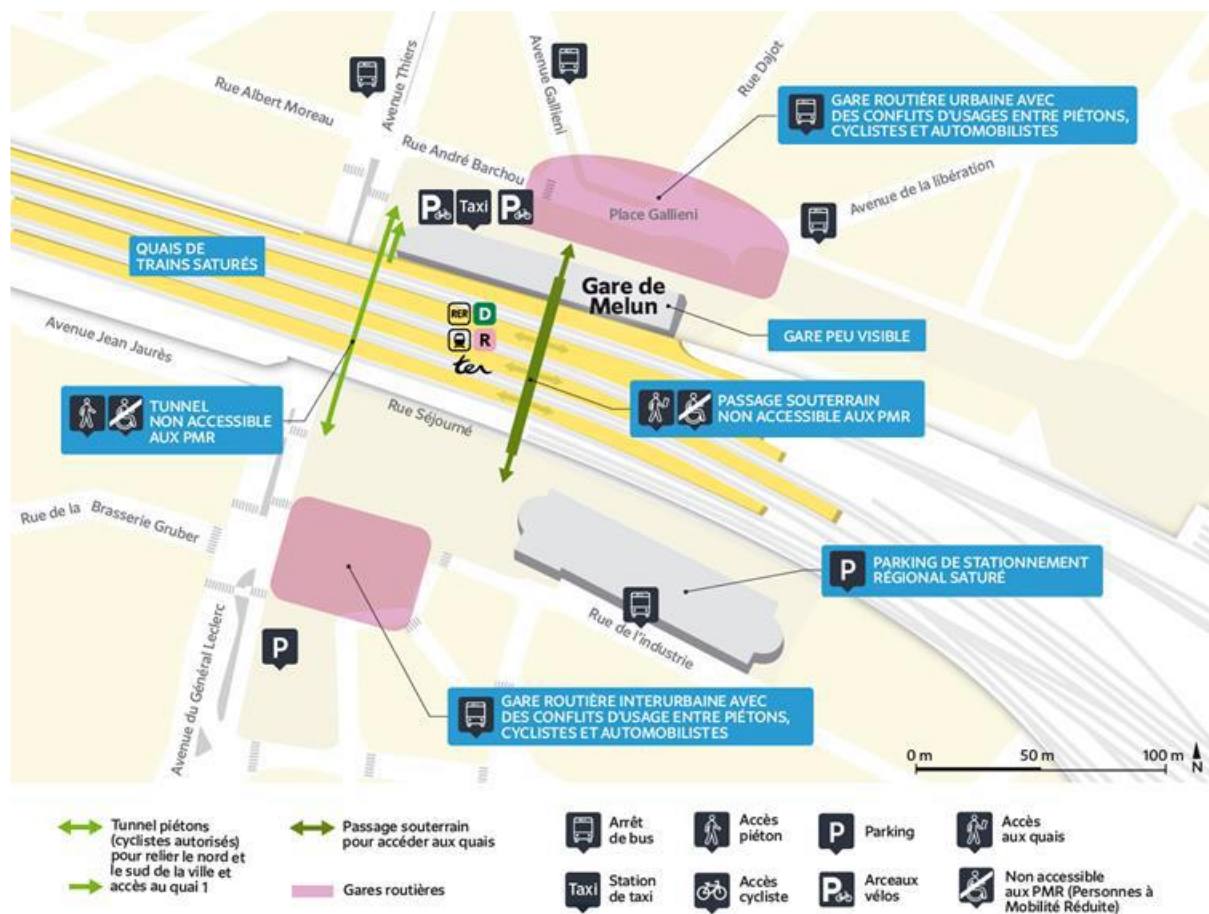 Rue Albert Moreau
Avenue Thiers
Avenue Gallieni
Rue Dajot
GARE ROUTIÈRE URBAINE AVEC
DES CONFLITS D'USAGES ENTRE PIÉTONS,
CYCLISTES ET AUTOMOBILISTES
Rue André Barchou
Avenue de la libération
P
Taxi
P
Place Gallieni
QUAIS DE
TRAINS SATURÉS
Gare de
Melun
RER D
R
ter
GARE PEU VISIBLE
Avenue Jean Jaurès
TUNNEL
NON ACCESSIBLE
AUX PMR
Rue Séjourné
PASSAGE SOUTERRAIN
NON ACCESSIBLE AUX PMR
Rue de la Brasserie Gruber
P
PARKING DE STATIONNEMENT
RÉGIONAL SATURÉ
Rue de l'industrie
P
Avenue du Général Leclerc
GARE ROUTIÈRE INTERURBAINE AVEC
DES CONFLITS D'USAGE ENTRE PIÉTONS,
CYCLISTES ET AUTOMOBILISTES
0 m 50 m 100 m
N
Tunnel piétons
(cyclistes autorisés)
pour relier le nord et
le sud de la ville et
accès au quai 1
Passage souterrain
pour accéder aux quais
Gares routières
Arrêt
de bus
Accès
piéton
P
Parking
Accès
aux quais
Taxi
Station
de taxi
Accès
cycliste
P
Arceaux
vélos
Non accessible
aux PMR (Personnes à
Mobilité Réduite)